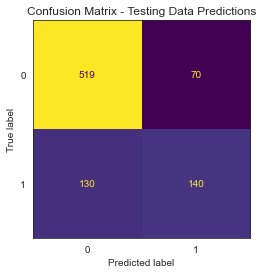 Confusion Matrix - Testing Data Predictions
True label
0
519
70
1
130
140
0
1
Predicted label